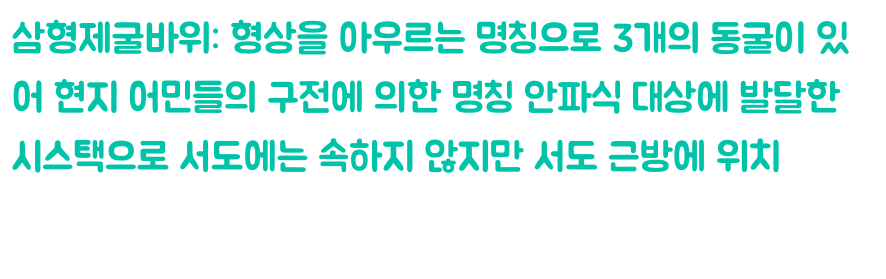 삼형제굴바위: 형상을 아우르는 명칭으로 3개의 동굴이 있
어 현지 어민들의 구전에 의한 명칭 안파식 대상에 발달한
시스택으로 서도에는 속하지 않지만 서도 근방에 위치